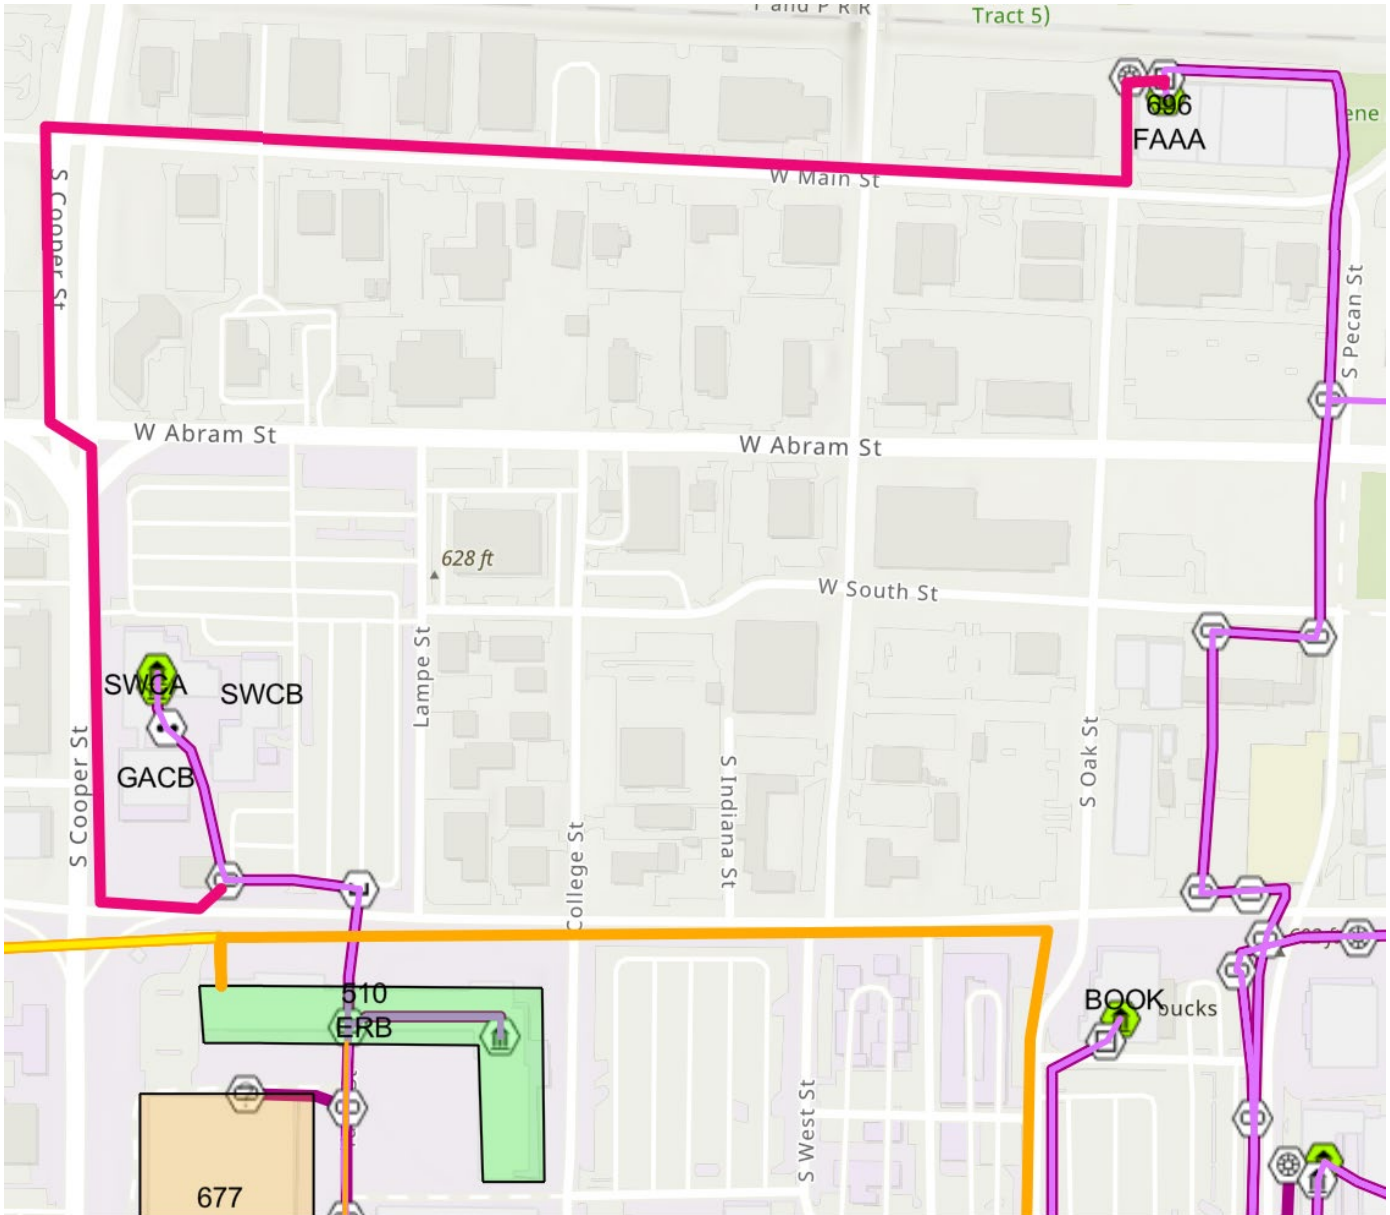 T and P R R
Tract 5)
696
FAAA
ene
S Cooper St
W Main St
S Pecan St
W Abram St
W Abram St
628 ft
W South St
SWCA
SWCB
Lampe St
GACB
S Cooper St
S Indiana St
S Oak St
College St
510
ERB
BOOK
bucks
S West St
677